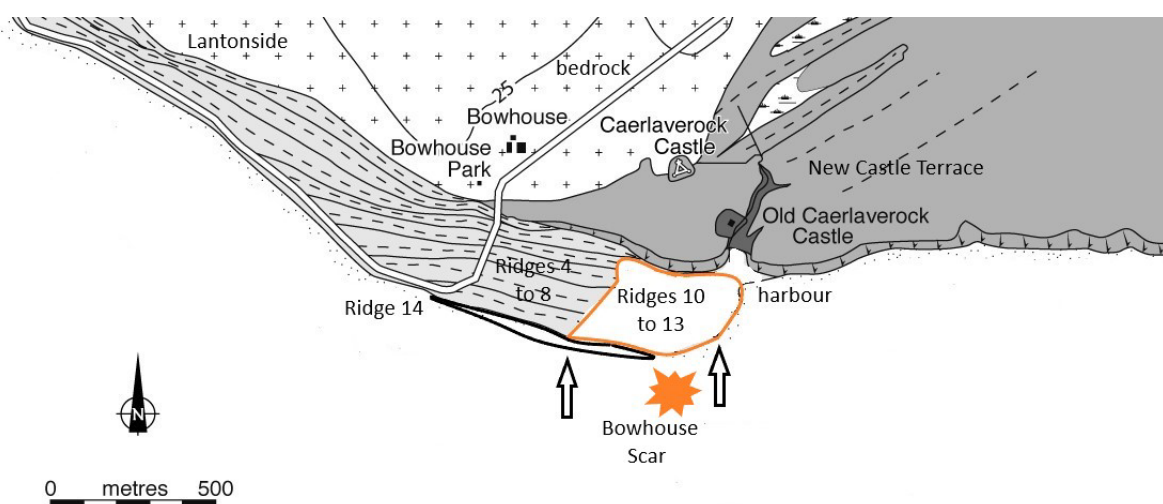 Lantonside
bedrock
25
Bowhouse
Bowhouse
Park
Caerlaverock
Castle
New Castle Terrace
Old Caerlaverock
Castle
Ridges 4
to 8
Ridges 10
to 13
harbour
Ridge 14
N
Bowhouse
Scar
0 metres 500